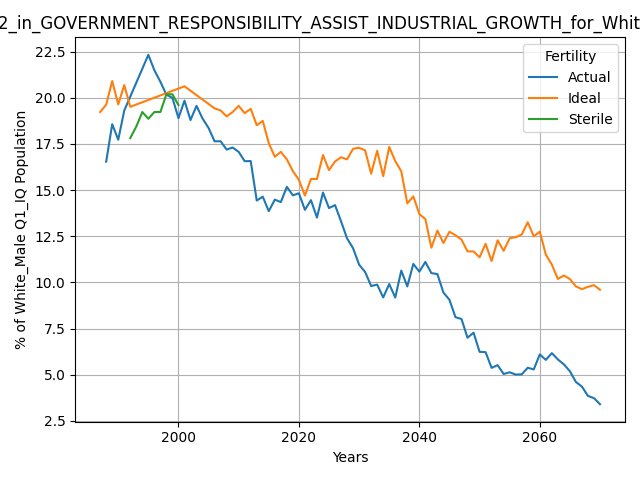 2_in_GOVERNMENT_RESPONSIBILITY_ASSIST_INDUSTRIAL_GROWTH_for_Whit
Fertility
Actual
Ideal
Sterile
% of White_Male Q1_IQ Population
22.5
20.0
17.5
15.0
12.5
10.0
7.5
5.0
2.5
2000
2020
2040
2060
Years